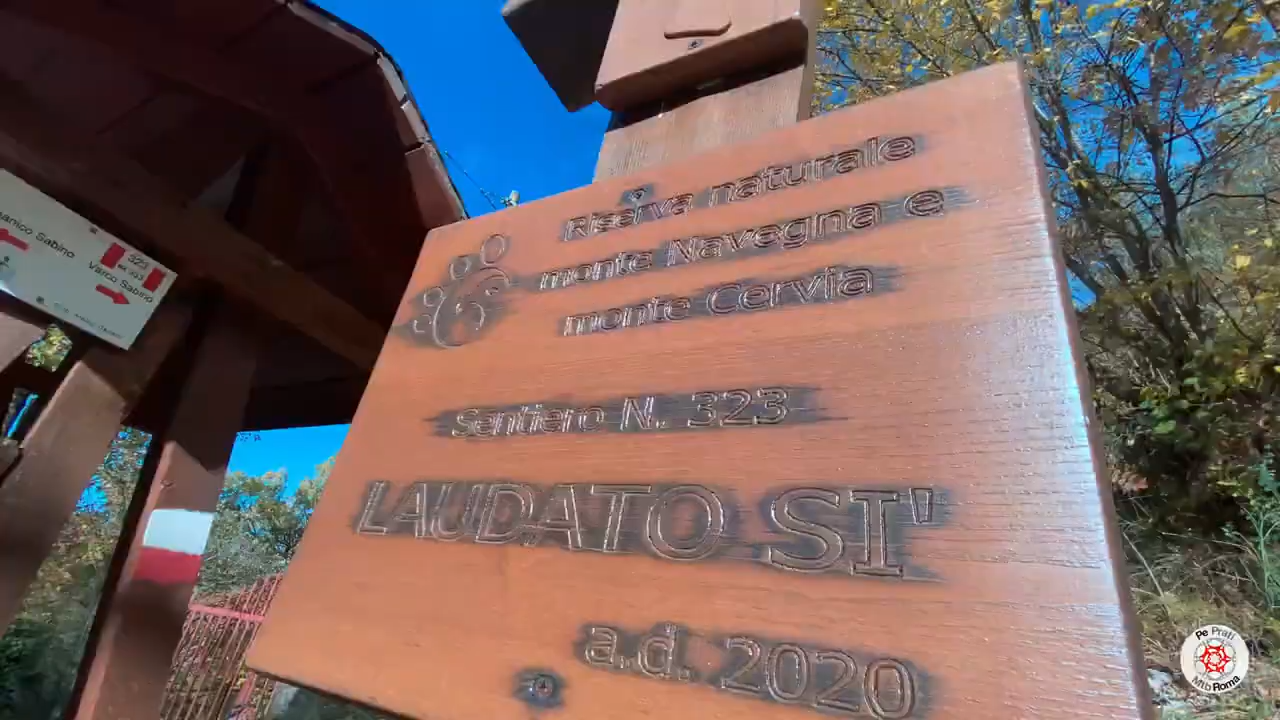 Riserva naturale
monte Navegna e
monte Cervia
Sentiero N. 323
LAUDATO SI'
a.d. 2020
Sabino
323
Varco Sabino
Pe Prati
Mtb Roma